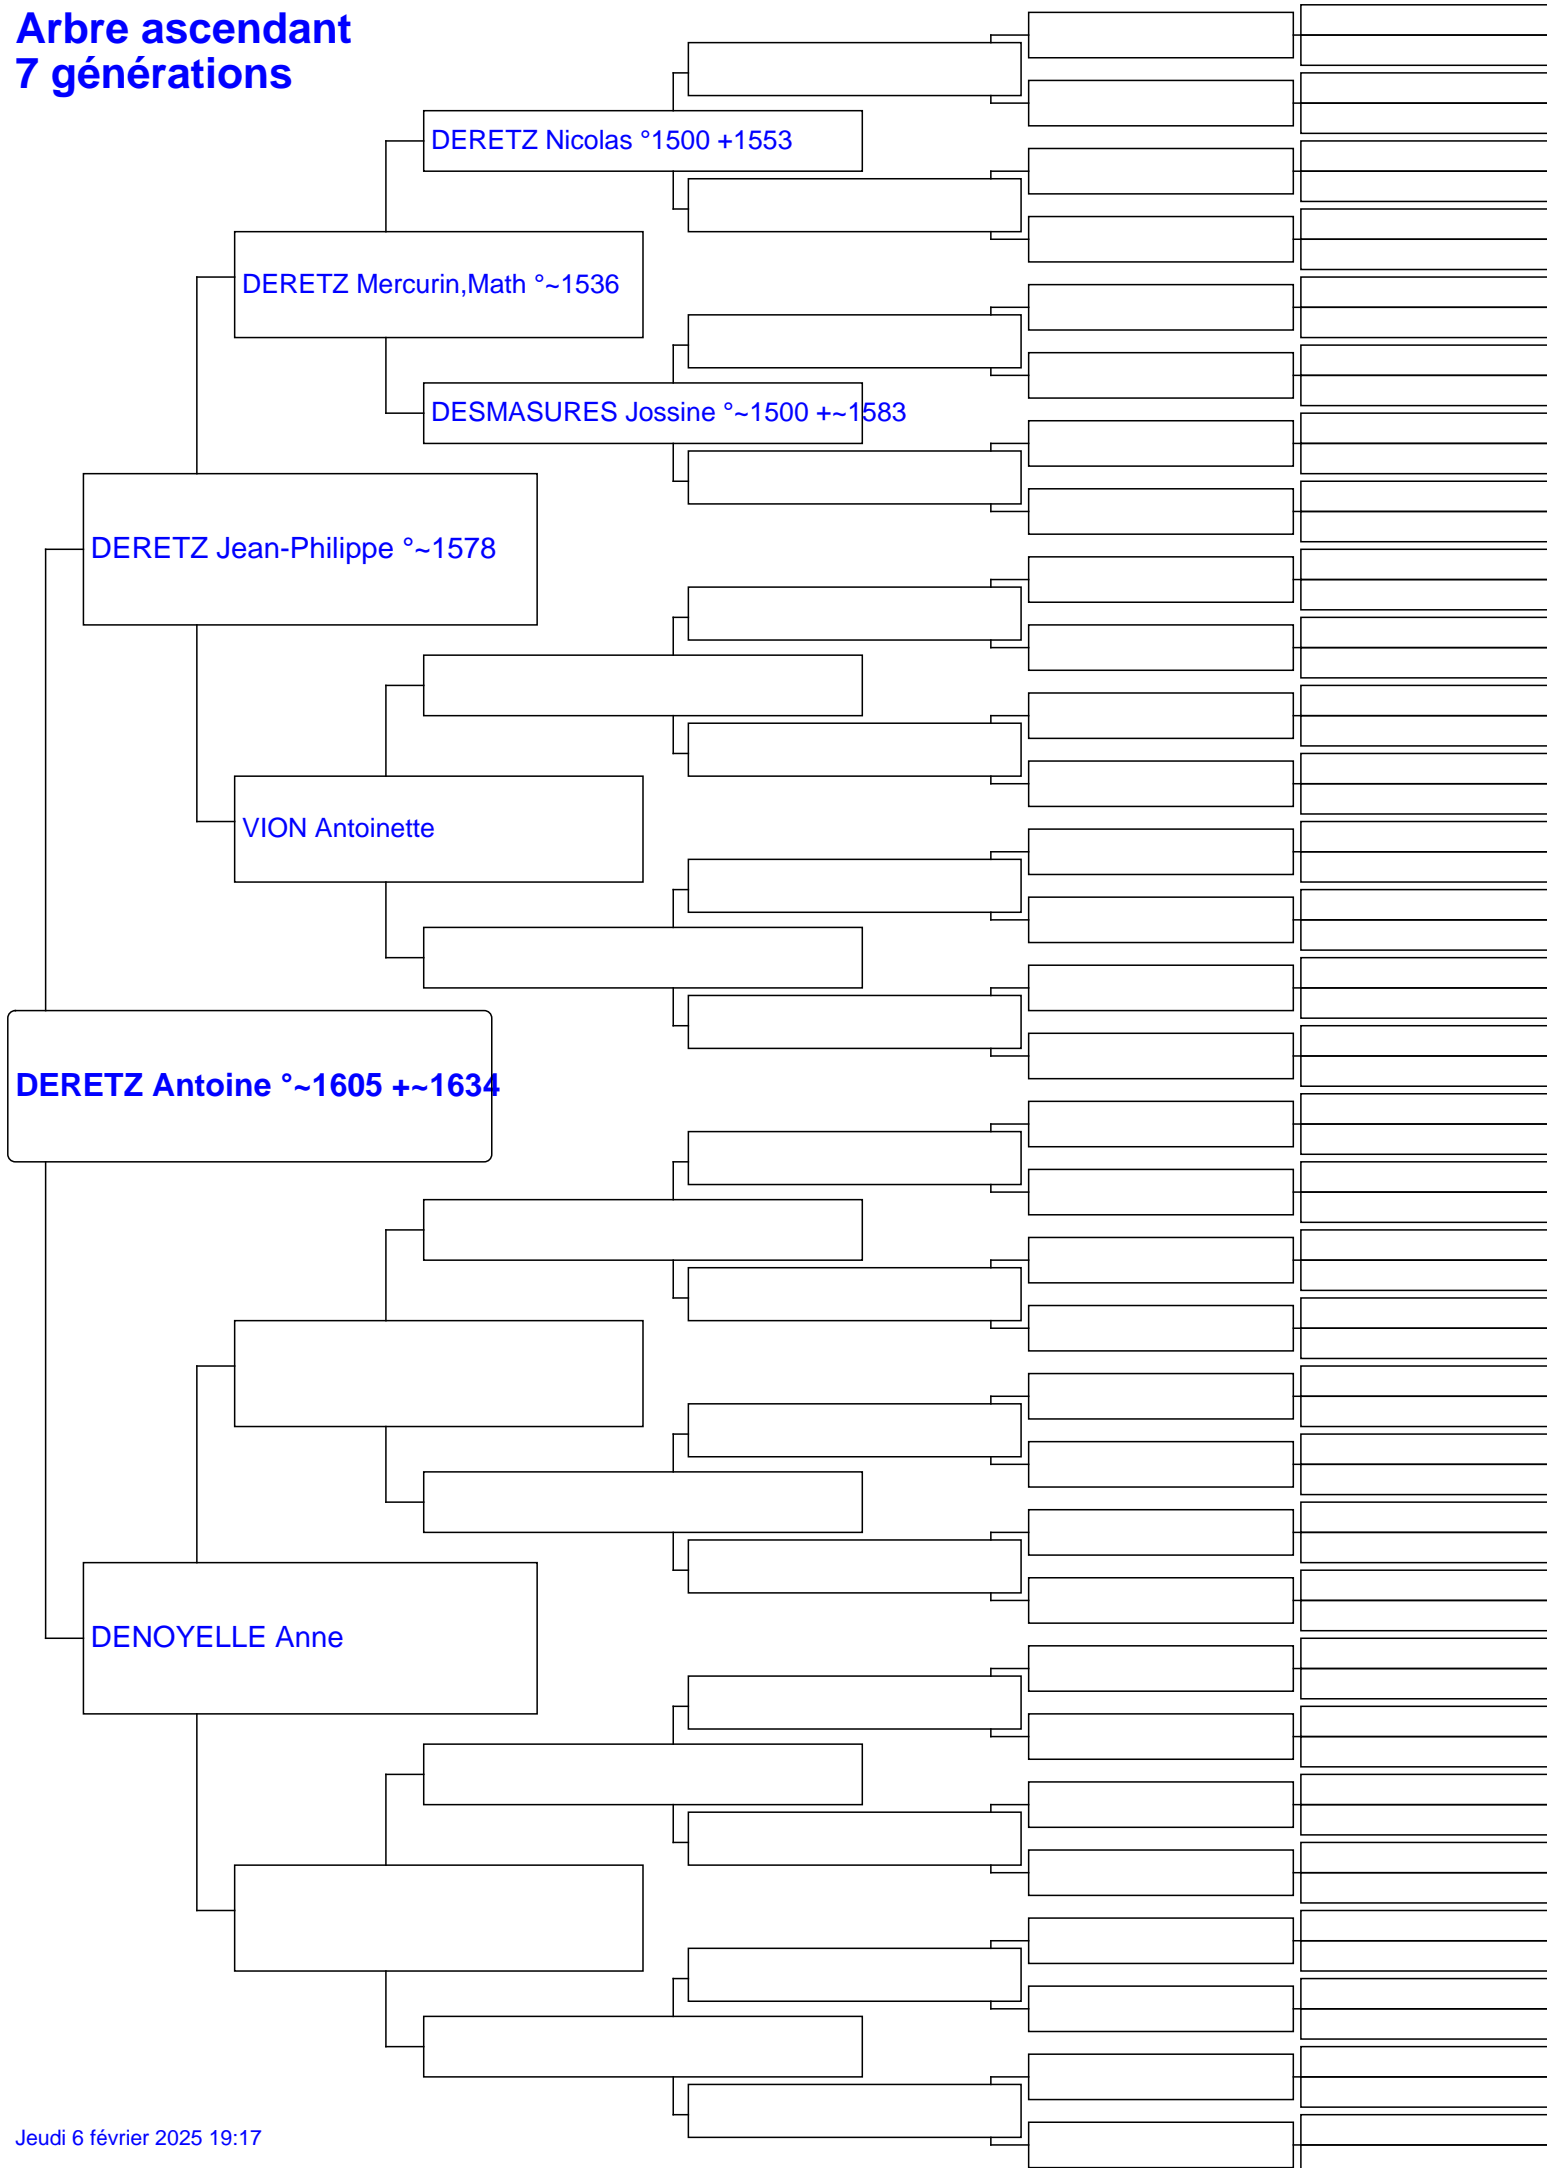 Arbre ascendant
7 générations
DERETZ Nicolas °1500 +1553
DERETZ Mercurin,Math °~1536
DESMASURES Jossine °~1500 +~1583
DERETZ Jean-Philippe °~1578
VION Antoinette
DERETZ Antoine °~1605 +~1634
DENOYELLE Anne
Jeudi 6 février 2025 19:17